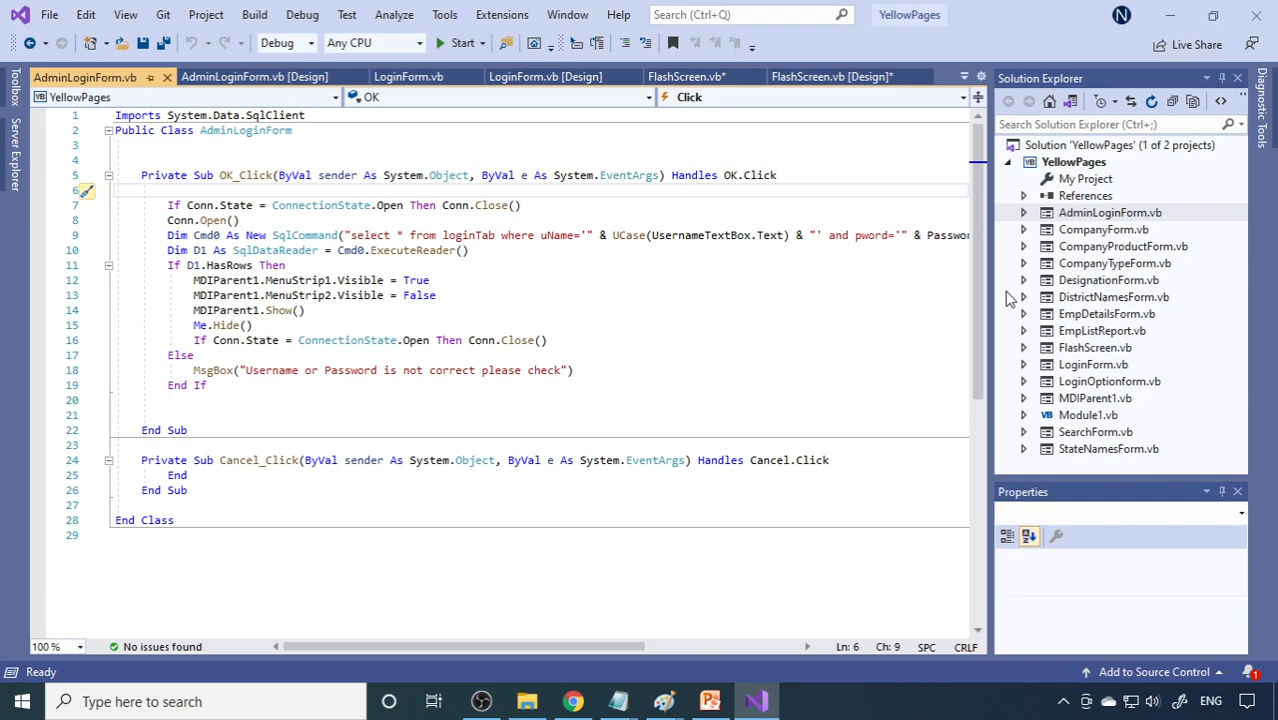 File Edit View Git Project Build Debug Test Analyze Tools Extensions Window Help Search (Ctrl+Q) YellowPages N
Debug Any CPU Start Live Share
AdminLoginForm.vb AdminLoginForm.vb [Design] LoginForm.vb LoginForm.vb [Design] FlashScreen.vb* FlashScreen.vb [Design]*
YellowPages OK Click
Toolbox
Server Explorer
1 Imports System.Data.SqlClient
2 Public Class AdminLoginForm
3
4
5 Private Sub OK_Click(ByVal sender As System.Object, ByVal e As System.EventArgs) Handles OK.Click
6
7 If Conn.State = ConnectionState.Open Then Conn.Close()
8 Conn.Open()
9 Dim Cmd0 As New SqlCommand("select * from loginTab where uName='" & UCase(UsernameTextBox.Text) & "' and pword='" & Passwo
10 Dim D1 As SqlDataReader = Cmd0.ExecuteReader()
11 If D1.HasRows Then
12 MDIParent1.MenuStrip1.Visible = True
13 MDIParent1.MenuStrip2.Visible = False
14 MDIParent1.Show()
15 Me.Hide()
16 If Conn.State = ConnectionState.Open Then Conn.Close()
17 Else
18 MsgBox("Username or Password is not correct please check")
19 End If
20
21
22 End Sub
23
24 Private Sub Cancel_Click(ByVal sender As System.Object, ByVal e As System.EventArgs) Handles Cancel.Click
25 End
26 End Sub
27
28 End Class
29
100 % No issues found Ln: 6 Ch: 9 SPC CRLF
Solution Explorer
Search Solution Explorer (Ctrl+;)
Solution 'YellowPages' (1 of 2 projects)
YellowPages
My Project
References
AdminLoginForm.vb
CompanyForm.vb
CompanyProductForm.vb
CompanyTypeForm.vb
DesignationForm.vb
DistrictNamesForm.vb
EmpDetailsForm.vb
EmpListReport.vb
FlashScreen.vb
LoginForm.vb
LoginOptionform.vb
MDIParent1.vb
Module1.vb
SearchForm.vb
StateNamesForm.vb
Properties
Diagnostic Tools
Ready Add to Source Control 1
Type here to search ENG